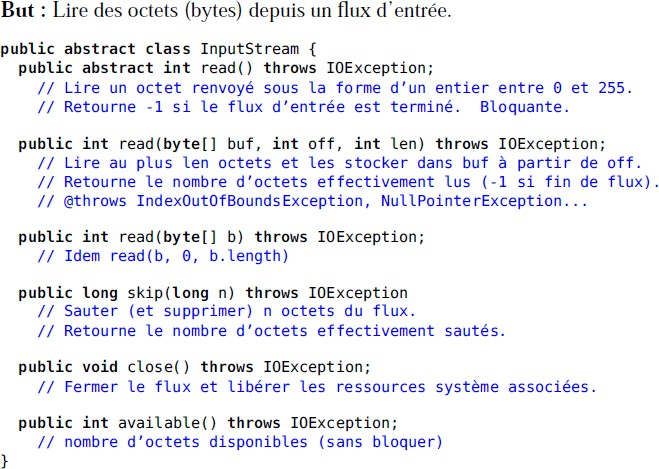 But : Lire des octets (bytes) depuis un flux d’entrée.
public abstract class InputStream {
public abstract int read() throws IOException;
// Lire un octet renvoyé sous la forme d’un entier entre 0 et 255.
// Retourne -1 si le flux d’entrée est terminé. Bloquante.
public int read(byte[] buf, int off, int len) throws IOException;
// Lire au plus len octets et les stocker dans buf à partir de off.
// Retourne le nombre d’octets effectivement lus (-1 si fin de flux).
// @throws IndexOutOfBoundsException, NullPointerException...
public int read(byte[] b) throws IOException;
// Idem read(b, 0, b.length)
public long skip(long n) throws IOException
// Sauter (et supprimer) n octets du flux.
// Retourne le nombre d’octets effectivement sautés.
public void close() throws IOException;
// Fermer le flux et libérer les ressources système associées.
public int available() throws IOException;
// nombre d’octets disponibles (sans bloquer)
}